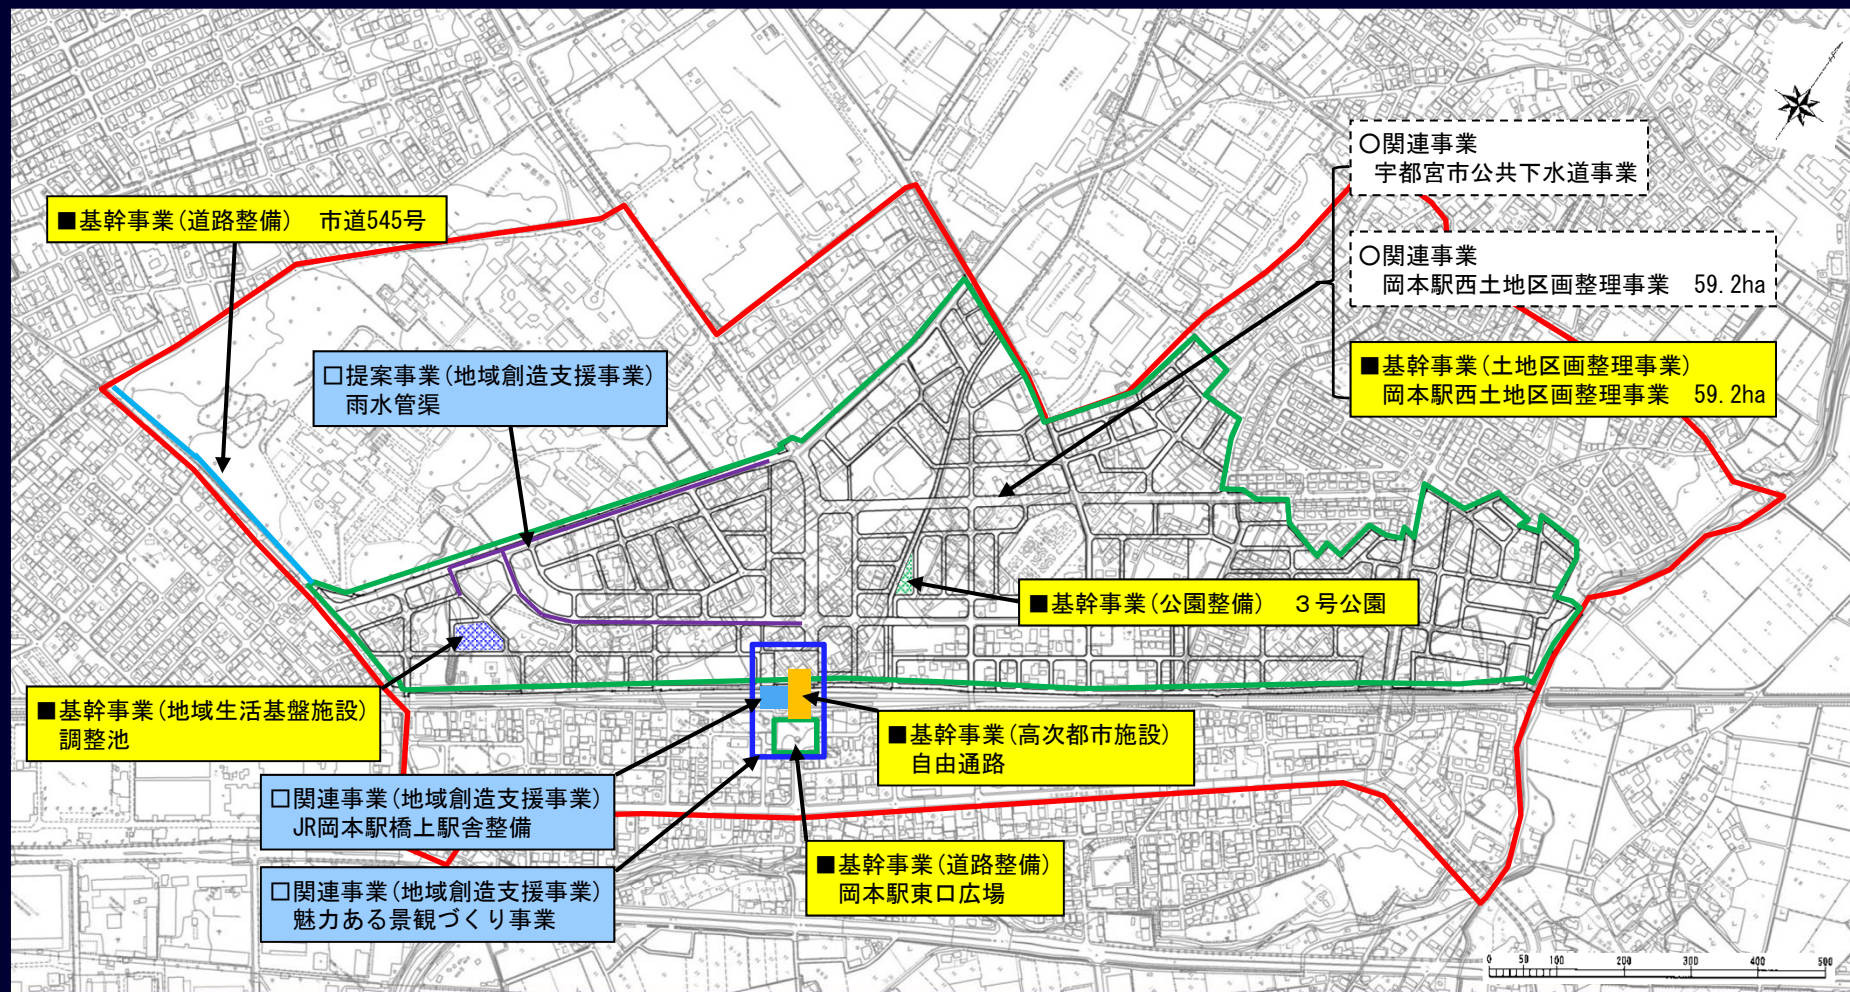 ○関連事業
宇都宮市公共下水道事業
■基幹事業(道路整備)　市道545号
○関連事業
岡本駅西土地区画整理事業　59.2ha
□提案事業(地域創造支援事業)
雨水管渠
■基幹事業(土地区画整理事業)
岡本駅西土地区画整理事業　59.2ha
■基幹事業(公園整備)　３号公園
■基幹事業(地域生活基盤施設)
調整池
■基幹事業(高次都市施設)
自由通路
□関連事業(地域創造支援事業)
JR岡本駅橋上駅舎整備
■基幹事業(道路整備)
岡本駅東口広場
□関連事業(地域創造支援事業)
魅力ある景観づくり事業
0 50 100 200 300 400 500